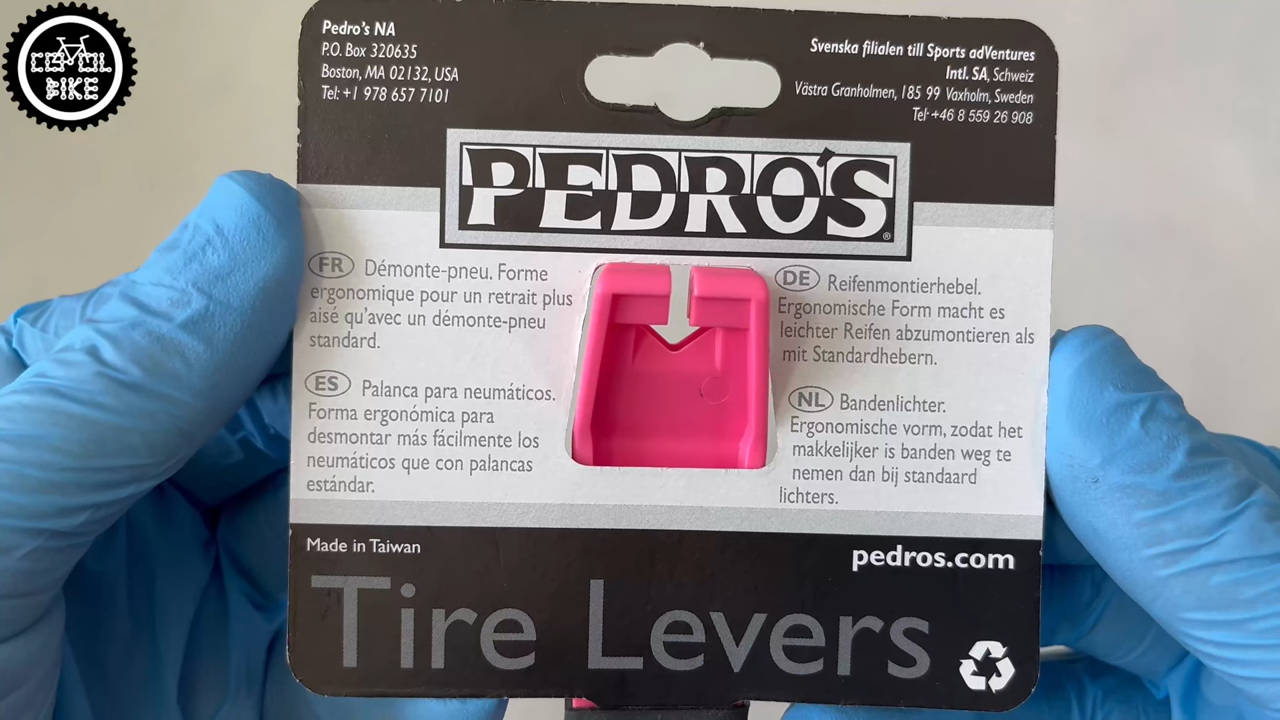 CEYOL
BIKE
Pedro's NA
P.O. Box 320635
Boston, MA 02132, USA
Tel: +1 978 657 7101
Svenska filialen till Sports adVentures
Intl. SA, Schweiz
Västra Granholmen, 185 99 Vaxholm, Sweden
Tel +46 8 559 26 908
PEDRO'S®
FR Démonte-pneu. Forme
ergonomique pour un retrait plus
aisé qu'avec un démonte-pneu
standard.
ES Palanca para neumáticos.
Forma ergonómica para
desmontar más fácilmente los
neumáticos que con palancas
estándar.
DE Reifenmontierhebel.
Ergonomische Form macht es
leichter Reifen abzumontieren als
mit Standardhebern.
NL Bandenlichter.
Ergonomische vorm, zodat het
makkelijker is banden weg te
nemen dan bij standaard
lichters.
Made in Taiwan
pedros.com
Tire Levers